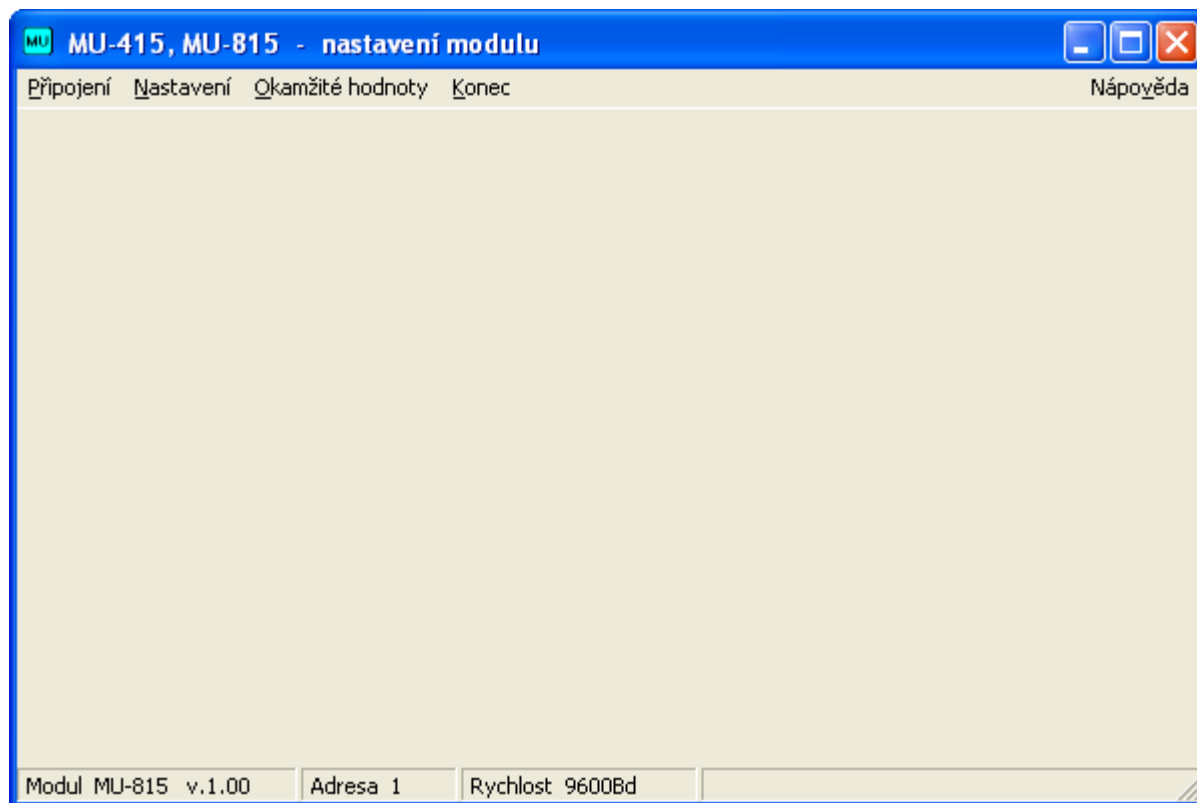 MU MU-415, MU-815 - nastavení modulu
Připojení Nastavení Okamžité hodnoty Konec Nápověda
Modul MU-815 v.1.00 Adresa 1 Rychlost 9600Bd